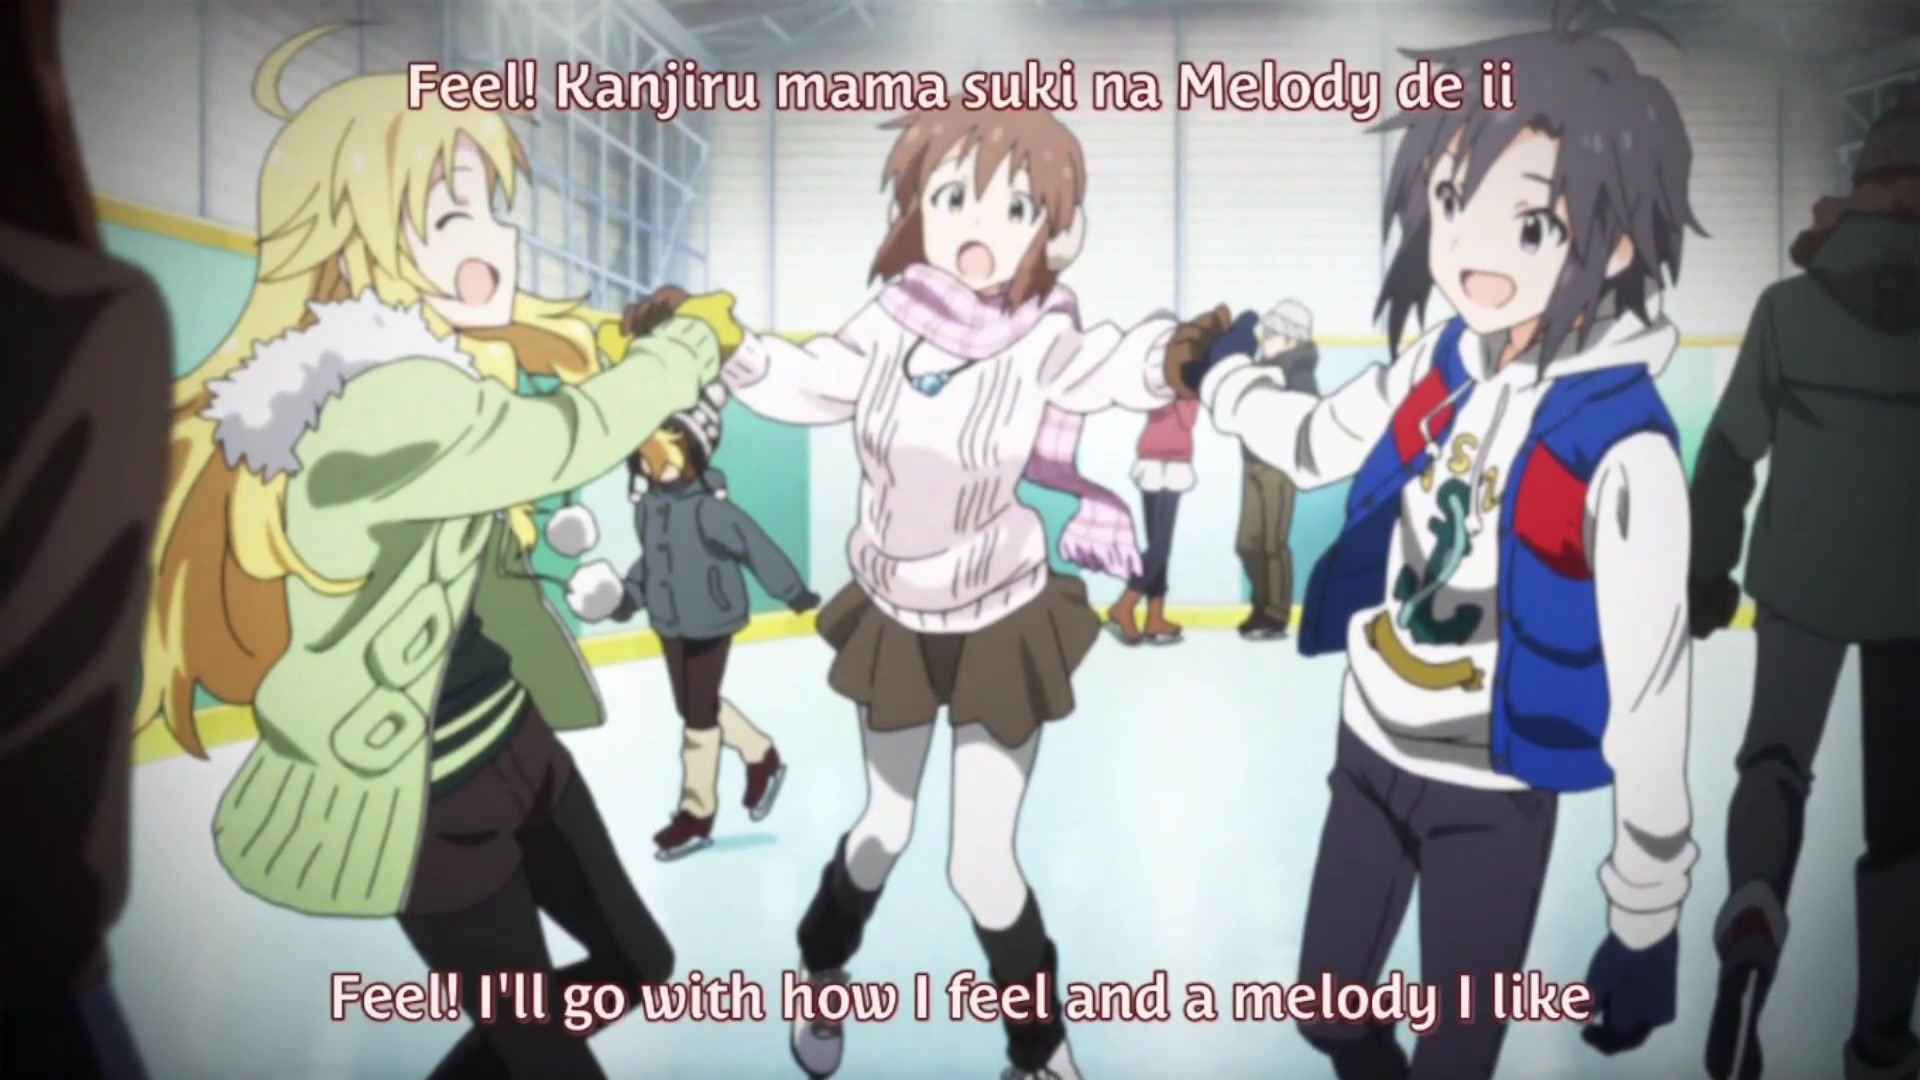 Feel! Kanjiru mama suki na Melody de ii
Feel! I'll go with how I feel and a melody I like